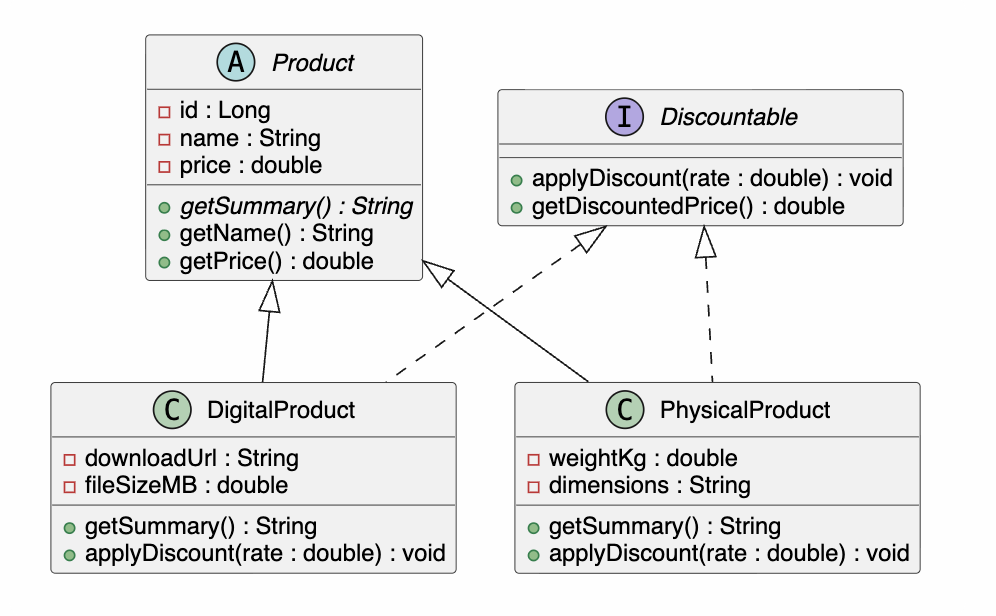 A Product
id : Long
name : String
price : double
getSummary() : String
getName() : String
getPrice() : double
I Discountable
applyDiscount(rate : double) : void
getDiscountedPrice() : double
C DigitalProduct
downloadUrl : String
fileSizeMB : double
getSummary() : String
applyDiscount(rate : double) : void
C PhysicalProduct
weightKg : double
dimensions : String
getSummary() : String
applyDiscount(rate : double) : void